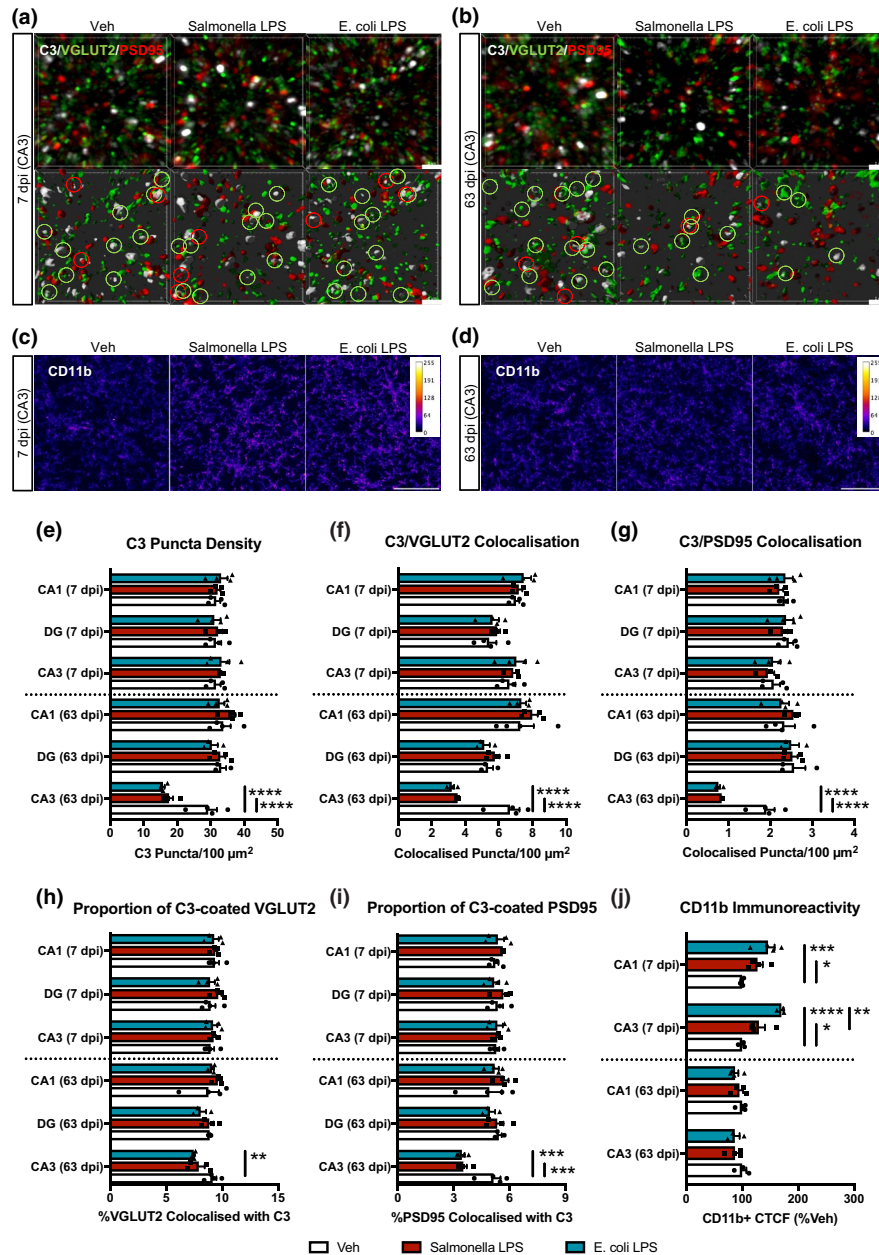 (a)
Veh
Salmonella LPS
E. coli LPS
C3/VGLUT2/PSD95
7 dpi (CA3)
(b)
Veh
Salmonella LPS
E. coli LPS
C3/VGLUT2/PSD95
63 dpi (CA3)
(c)
Veh
Salmonella LPS
E. coli LPS
CD11b
7 dpi (CA3)
255
191
128
64
0
(d)
Veh
Salmonella LPS
E. coli LPS
CD11b
63 dpi (CA3)
255
191
128
64
0
(e)
C3 Puncta Density
CA1 (7 dpi)
DG (7 dpi)
CA3 (7 dpi)
CA1 (63 dpi)
DG (63 dpi)
CA3 (63 dpi)
****
****
0 10 20 30 40 50
C3 Puncta/100 µm²
(f)
C3/VGLUT2 Colocalisation
CA1 (7 dpi)
DG (7 dpi)
CA3 (7 dpi)
CA1 (63 dpi)
DG (63 dpi)
CA3 (63 dpi)
****
****
0 2 4 6 8 10
Colocalised Puncta/100 µm²
(g)
C3/PSD95 Colocalisation
CA1 (7 dpi)
DG (7 dpi)
CA3 (7 dpi)
CA1 (63 dpi)
DG (63 dpi)
CA3 (63 dpi)
****
****
0 1 2 3 4
Colocalised Puncta/100 µm²
(h)
Proportion of C3-coated VGLUT2
CA1 (7 dpi)
DG (7 dpi)
CA3 (7 dpi)
CA1 (63 dpi)
DG (63 dpi)
CA3 (63 dpi)
**
0 5 10 15
%VGLUT2 Colocalised with C3
(i)
Proportion of C3-coated PSD95
CA1 (7 dpi)
DG (7 dpi)
CA3 (7 dpi)
CA1 (63 dpi)
DG (63 dpi)
CA3 (63 dpi)
***
***
0 3 6 9
%PSD95 Colocalised with C3
(j)
CD11b Immunoreactivity
CA1 (7 dpi)
***
*
CA3 (7 dpi)
**** **
*
CA1 (63 dpi)
CA3 (63 dpi)
0 100 200 300
CD11b+ CTCF (%Veh)
Veh
Salmonella LPS
E. coli LPS